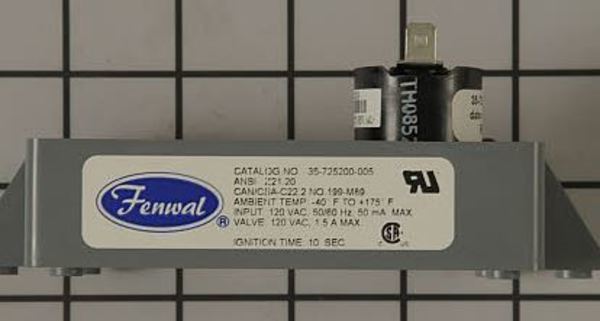 TM085
Fenwal ®
CATALOG NO. 35-725200-005
ANSI Z21.20
CAN/CSA-C22.2 NO.199-M89
AMBIENT TEMP. -40° F TO +175° F
INPUT: 120 VAC, 50/60 Hz, 50 mA MAX.
VALVE: 120 VAC, 1.5 A MAX.
IGNITION TIME: 10 SEC